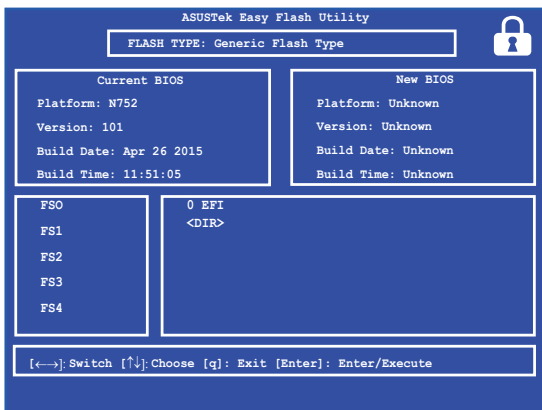 ASUSTek Easy Flash Utility
FLASH TYPE: Generic Flash Type
Current BIOS
Platform: N752
Version: 101
Build Date: Apr 26 2015
Build Time: 11:51:05
New BIOS
Platform: Unknown
Version: Unknown
Build Date: Unknown
Build Time: Unknown
FSO
FS1
FS2
FS3
FS4
0 EFI
<DIR>
[←→]: Switch [↑↓]: Choose [q]: Exit [Enter]: Enter/Execute